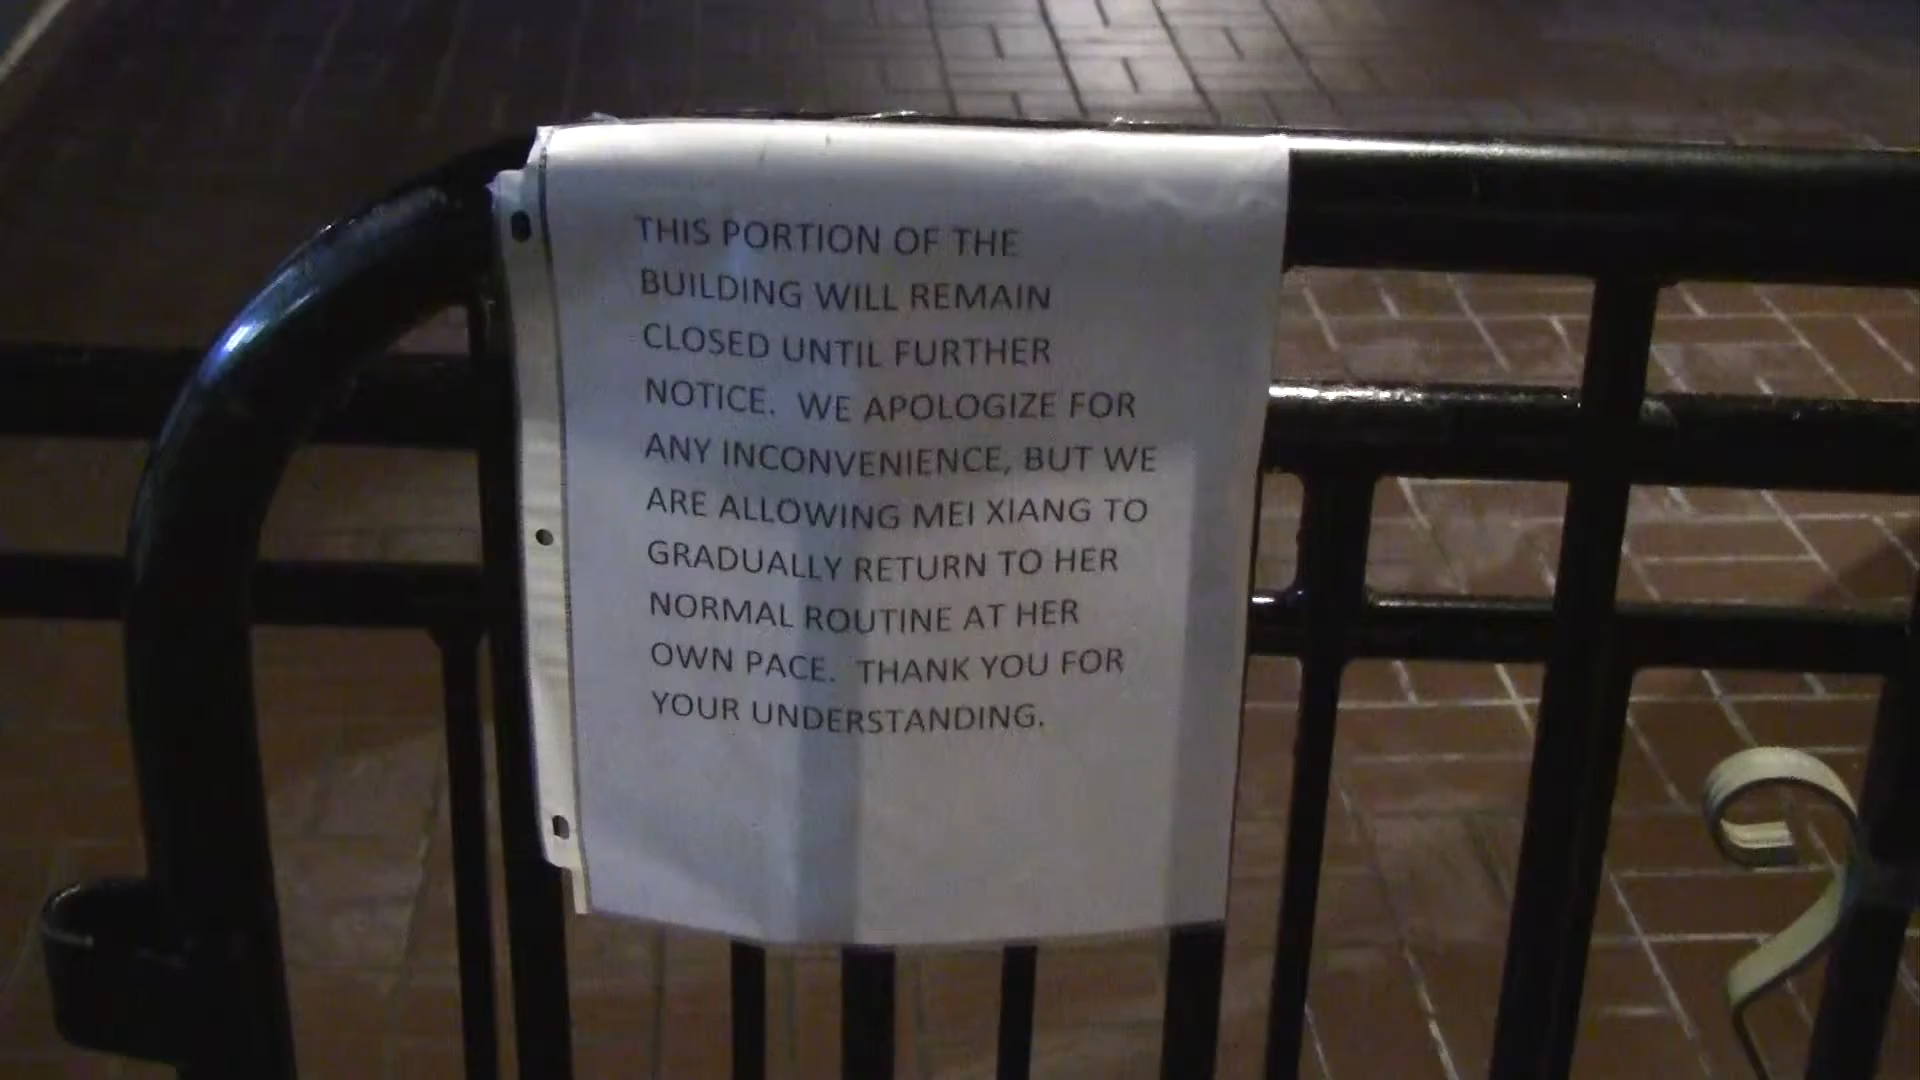 THIS PORTION OF THE
BUILDING WILL REMAIN
CLOSED UNTIL FURTHER
NOTICE. WE APOLOGIZE FOR
ANY INCONVENIENCE, BUT WE
ARE ALLOWING MEI XIANG TO
GRADUALLY RETURN TO HER
NORMAL ROUTINE AT HER
OWN PACE. THANK YOU FOR
YOUR UNDERSTANDING.